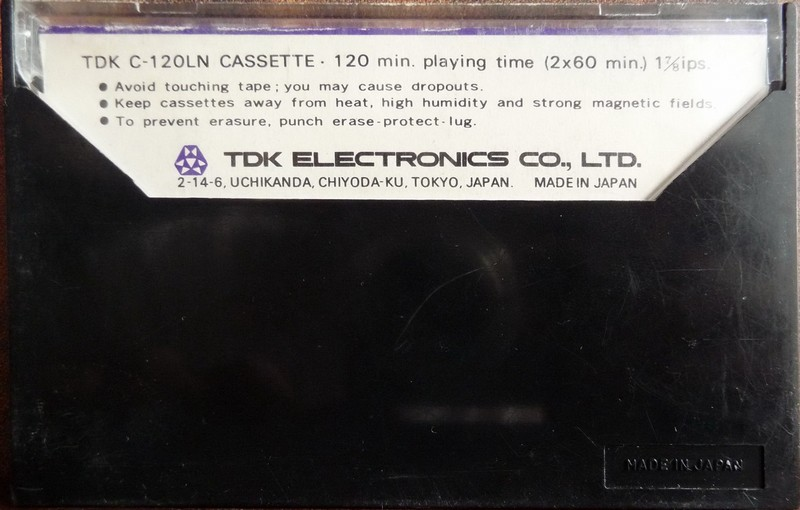 TDK C-120LN CASSETTE · 120 min. playing time (2x60 min.) 1⅞ips.
● Avoid touching tape; you may cause dropouts.
● Keep cassettes away from heat, high humidity and strong magnetic fields.
● To prevent erasure, punch erase-protect-lug.
TDK ELECTRONICS CO., LTD.
2-14-6, UCHIKANDA, CHIYODA-KU, TOKYO, JAPAN. MADE IN JAPAN
MADE IN JAPAN